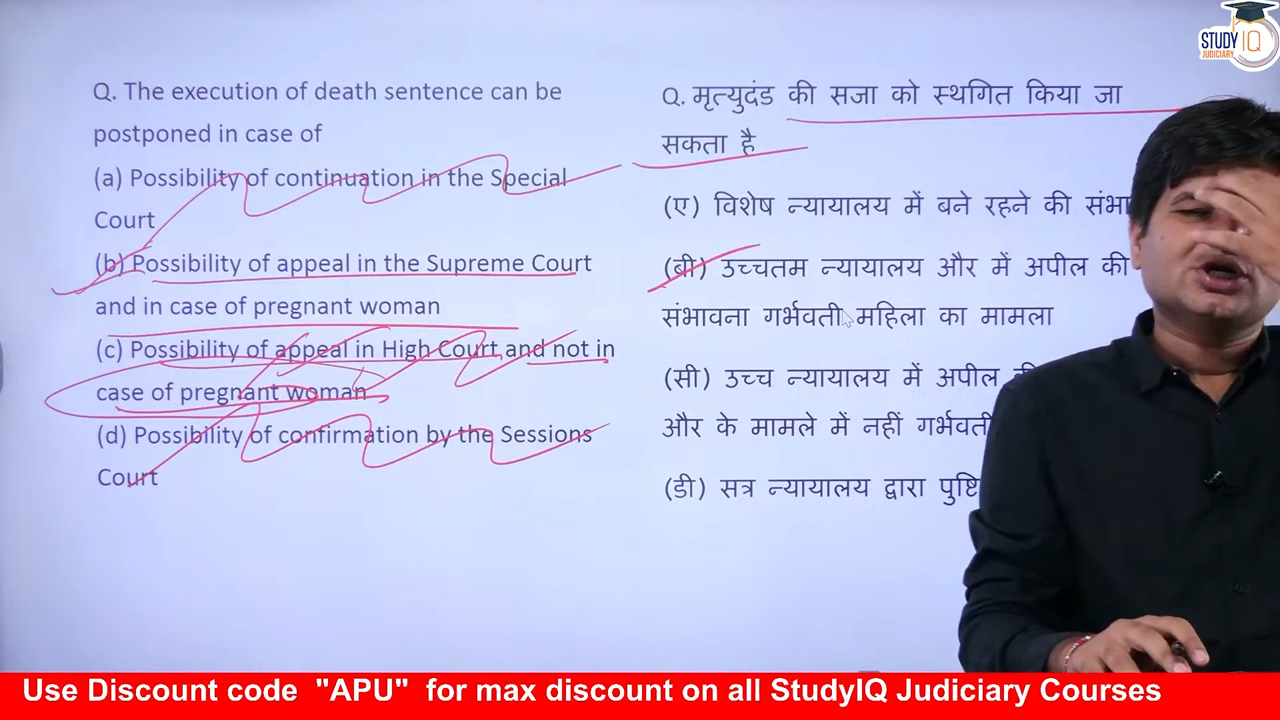 STUDY IQ
JUDICIARY
Q. The execution of death sentence can be
postponed in case of
(a) Possibility of continuation in the Special
Court
(b) Possibility of appeal in the Supreme Court
and in case of pregnant woman
(c) Possibility of appeal in High Court and not in
case of pregnant woman
(d) Possibility of confirmation by the Sessions
Court
Q. मृत्युदंड की सजा को स्थगित किया जा
सकता है
(ए) विशेष न्यायालय में बने रहने की
(बी) उच्चतम न्यायालय और में अपील की
संभावना गर्भवती महिला का मामला
(सी) उच्च न्यायालय में अपील
और के मामले में नहीं गर्भवती
(डी) सत्र न्यायालय द्वारा
Use Discount code "APU" for max discount on all StudyIQ Judiciary Courses